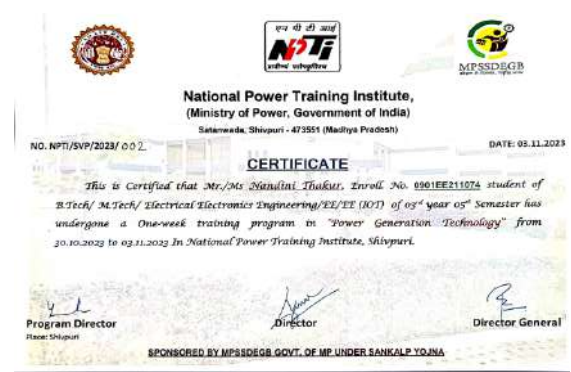 एन पी टी आई
NPTi
MPSSDEGB
National Power Training Institute,
(Ministry of Power, Government of India)
Satanwada, Shivpuri - 473551 (Madhya Pradesh)
NO. NPTI/SVP/2023/ 002
DATE: 03.11.2023
CERTIFICATE
This is Certified that Mr./Ms Nandini Thakur, Enroll No. 0901EE211074 student of
B.Tech/ M.Tech/ Electrical Electronics Engineering/EE/EE (IOT) of 03rd year 05th Semester has
undergone a One-week training program in "Power Generation Technology" from
30.10.2023 to 03.11.2023 In National Power Training Institute, Shivpuri.
Program Director
Director
Director General
Place: Shivpuri
SPONSORED BY MPSSDEGB GOVT. OF MP UNDER SANKALP YOJNA